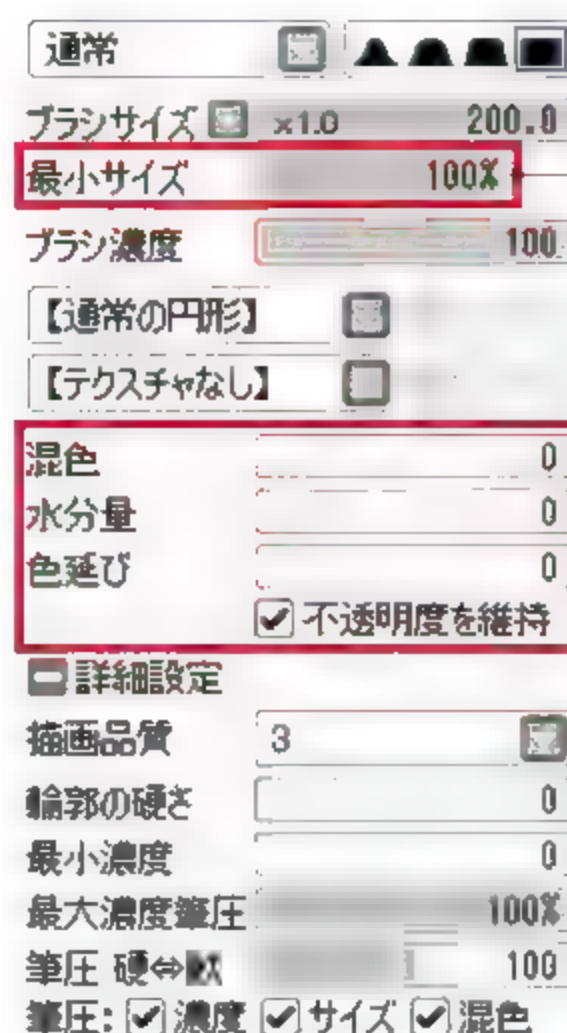 通常
ブラシサイズ ×1.0 200.0
最小サイズ 100%
ブラシ濃度 100
【通常の円形】
【テクスチャなし】
混色 0
水分量 0
色延び 0
不透明度を維持
詳細設定
描画品質 3
輪郭の硬さ 0
最小濃度 0
最大濃度筆圧 100%
筆圧 硬⇔軟 100
筆圧: 濃度 サイズ 混色